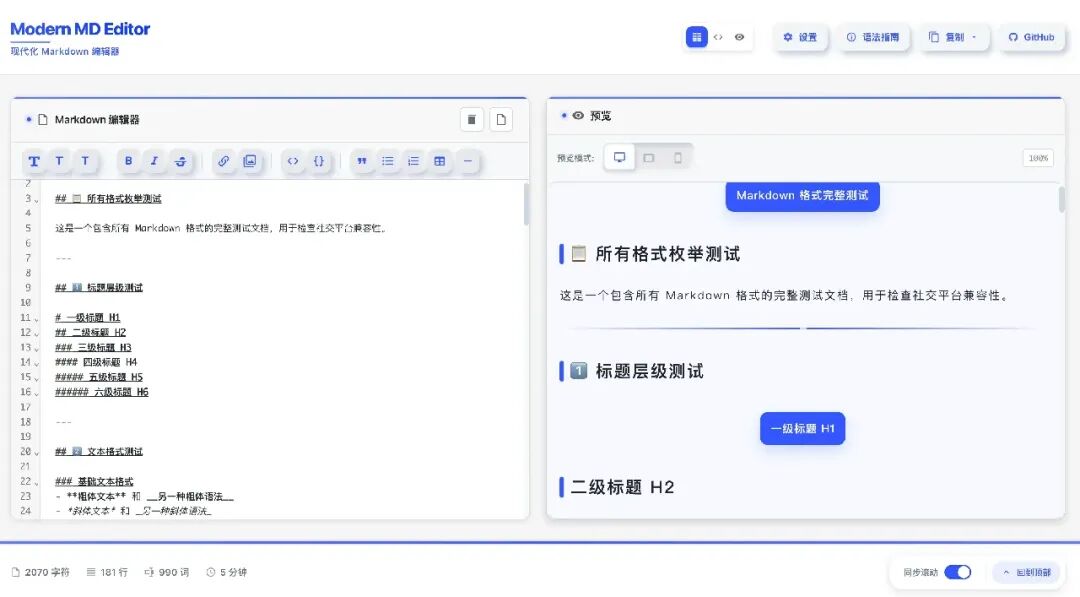 Modern MD Editor
现代化 Markdown 编辑器
设置
语法指南
复制
GitHub
Markdown 编辑器
T T T B I S
2
3 ## 📋 所有格式枚举测试
4
5 这是一个包含所有 Markdown 格式的完整测试文档，用于检查社交平台兼容性。
6
7 ---
8
9 ## 1️⃣ 标题层级测试
10
11 # 一级标题 H1
12 ## 二级标题 H2
13 ### 三级标题 H3
14 #### 四级标题 H4
15 ##### 五级标题 H5
16 ###### 六级标题 H6
17
18 ---
19
20 ## 2️⃣ 文本格式测试
21
22 ### 基础文本格式
23 - **粗体文本** 和 __另一种粗体语法__
24 - *斜体文本* 和 _另一种斜体语法_
预览
预览模式:
100%
Markdown 格式完整测试
📋 所有格式枚举测试
这是一个包含所有 Markdown 格式的完整测试文档，用于检查社交平台兼容性。
1️⃣ 标题层级测试
一级标题 H1
二级标题 H2
2070 字符
181 行
990 词
5 分钟
同步滚动
回到顶部